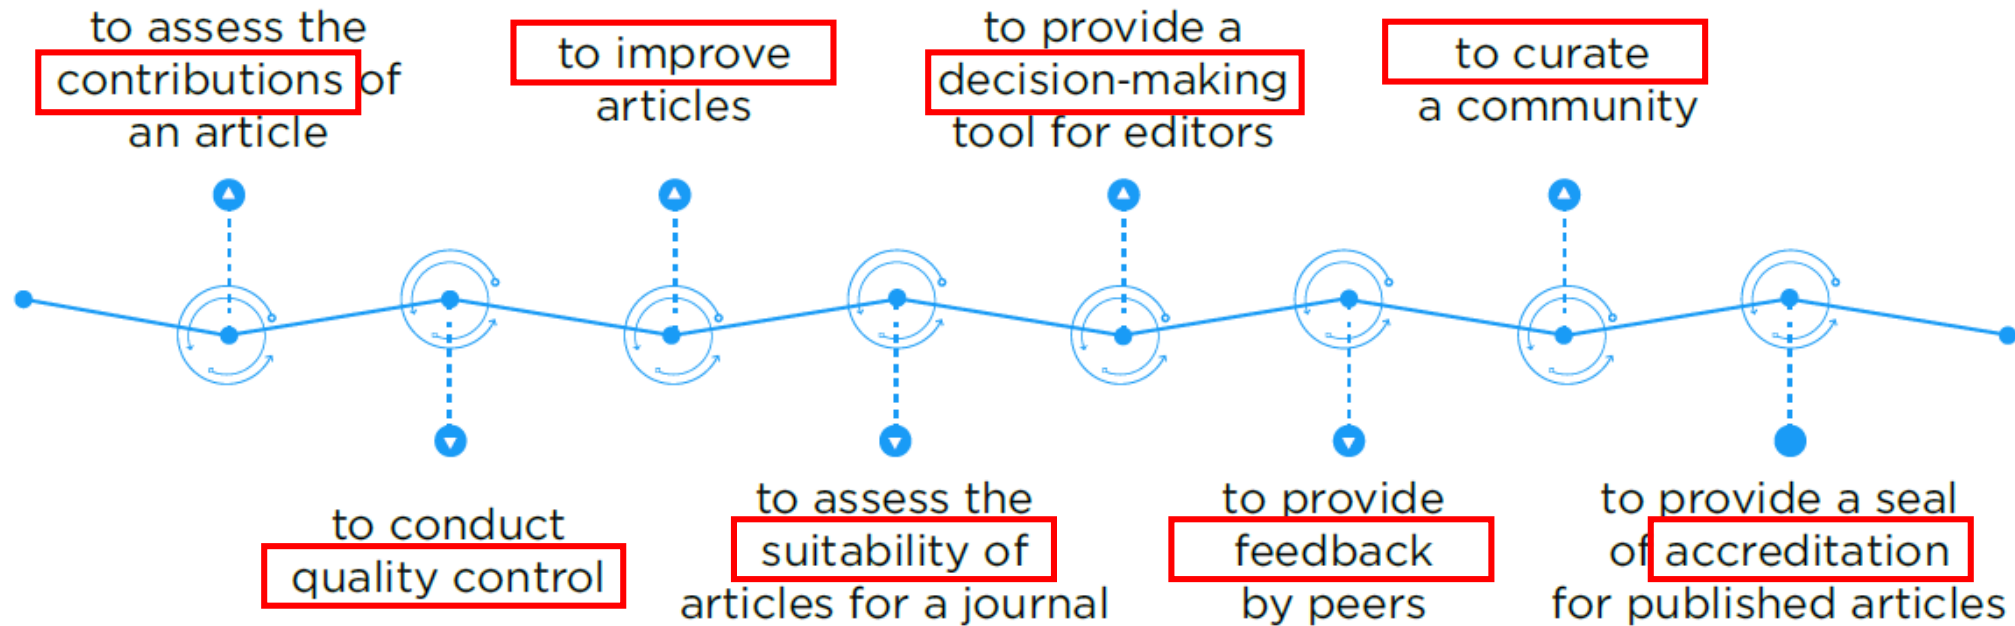 to assess the
contributions of
an article
to conduct
quality control
to improve
articles
to assess the
suitability of
articles for a journal
to provide a
decision-making
tool for editors
to provide
feedback
by peers
to curate
a community
to provide a seal
of accreditation
for published articles